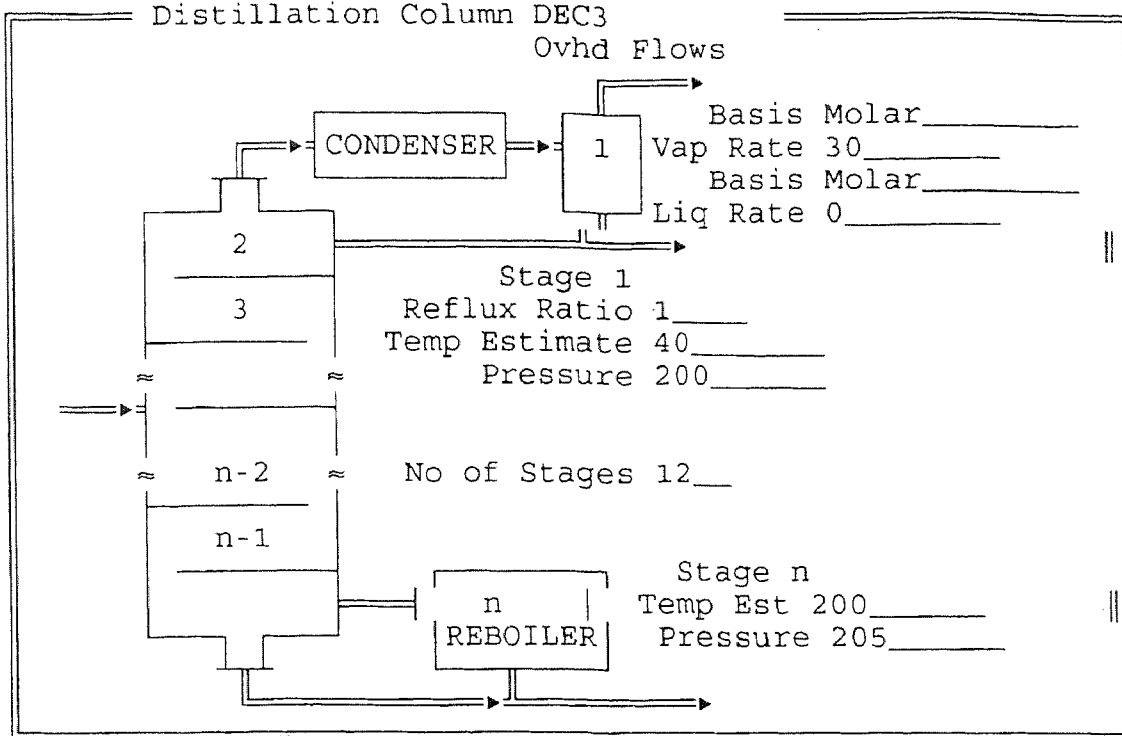 Distillation Column DEC3
Ovhd Flows
Basis Molar
CONDENSER
1
Vap Rate 30
Basis Molar
Liq Rate 0
2
Stage 1
3
Reflux Ratio 1
Temp Estimate 40
Pressure 200
n-2
No of Stages 12
n-1
Stage n
n
Temp Est 200
REBOILER
Pressure 205